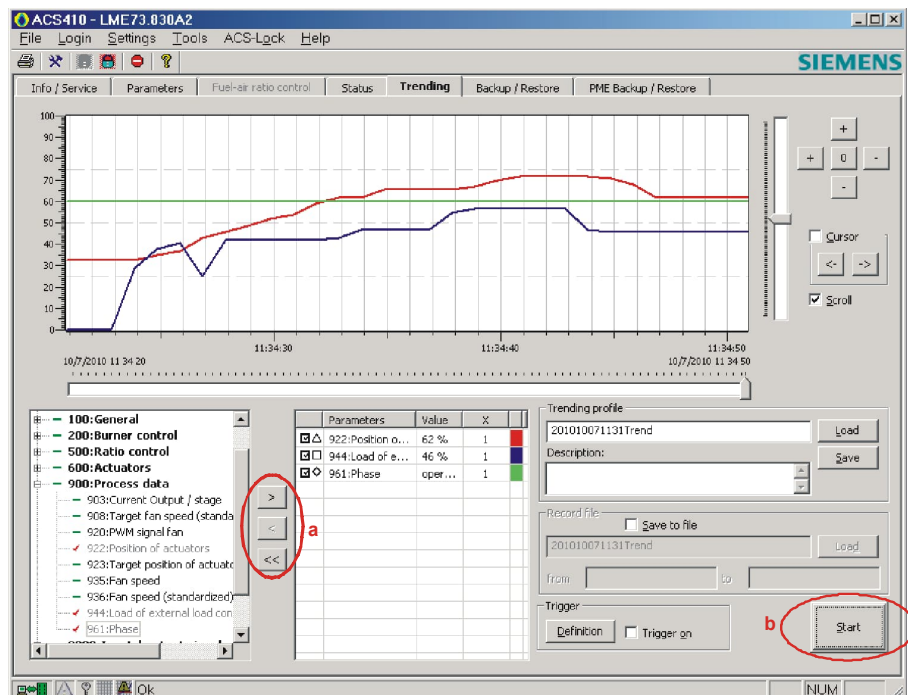 ACS410 - LME73.830A2
File Login Settings Tools ACS-Lock Help
SIEMENS
Info / Service Parameters Fuel-air ratio control Status Trending Backup / Restore PME Backup / Restore
100
90
80
70
60
50
40
30
20
10
0
11:34:30 11:34:40 11:34:50
10/7/2010 11 34 20 10/7/2010 11 34 50
+
+ 0 -
-
Cursor
<- ->
Scroll
100:General
200:Burner control
500:Ratio control
600:Actuators
900:Process data
903:Current Output / stage
908:Target fan speed (standa
920:PWM signal fan
922:Position of actuators
923:Target position of actuato
935:Fan speed
936:Fan speed (standardized)
944:Load of external load con
961:Phase
>
<
<<
a
Parameters Value X
922:Position o... 62 % 1
944:Load of e... 46 % 1
961:Phase oper... 1
Trending profile
201010071131Trend Load
Description: Save
Record file
Save to file
201010071131Trend Load
from to
Trigger
Definition Trigger on
b Start
Ok NUM